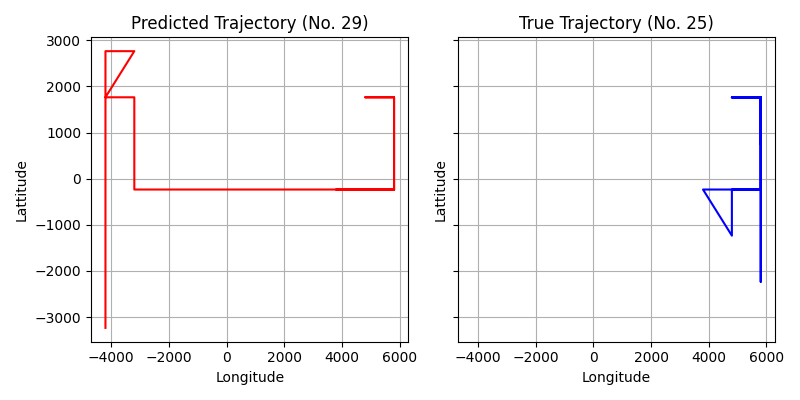 Predicted Trajectory (No. 29)
True Trajectory (No. 25)
3000
2000
1000
0
−1000
−2000
−3000
Lattitude
Lattitude
−4000 −2000 0 2000 4000 6000
−4000 −2000 0 2000 4000 6000
Longitude
Longitude